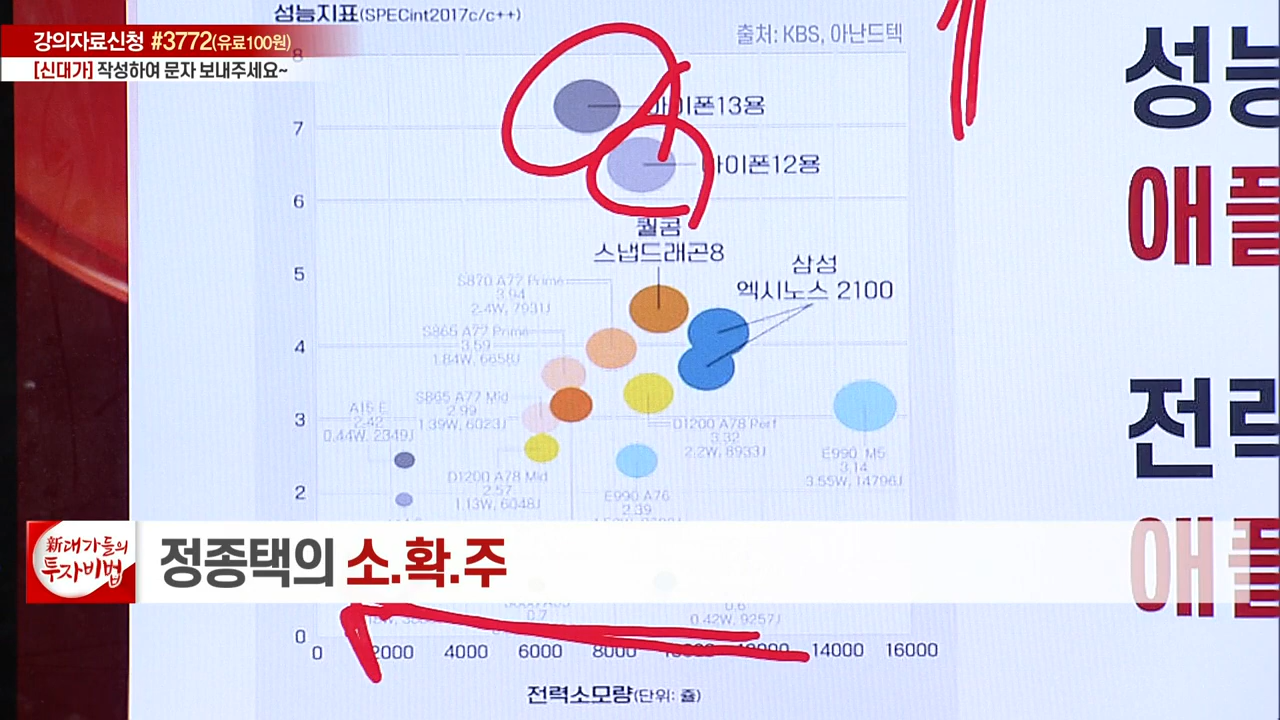 성능지표(SPECint2017c/c++)
강의자료신청 #3772(유료100원)
[신대가] 작성하여 문자 보내주세요~
출처: KBS, 아난드텍
8
아이폰13용
7
아이폰12용
6
퀄콤
스냅드래곤8
5
삼성
엑시노스 2100
S870 A77 Prime
3.94
2.4W, 7931J
S865 A77 Prime
3.59
1.84W, 6658J
4
S865 A77 Mid
2.99
1.39W, 6023J
A15 E
2.42
0.44W, 2349J
3
D1200 A78 Perf
3.32
2.2W, 8933J
E990 M5
3.14
3.55W, 14796J
D1200 A78 Mid
2.57
1.13W, 6048J
E990 A76
2.39
2
新대가들의
투자비법
정종택의 소.확.주
0.7
0.6
0.42W, 9257J
0
0 2000 4000 6000 8000 10000 12000 14000 16000
전력소모량(단위: 줄)
성능
애플
전력
애플